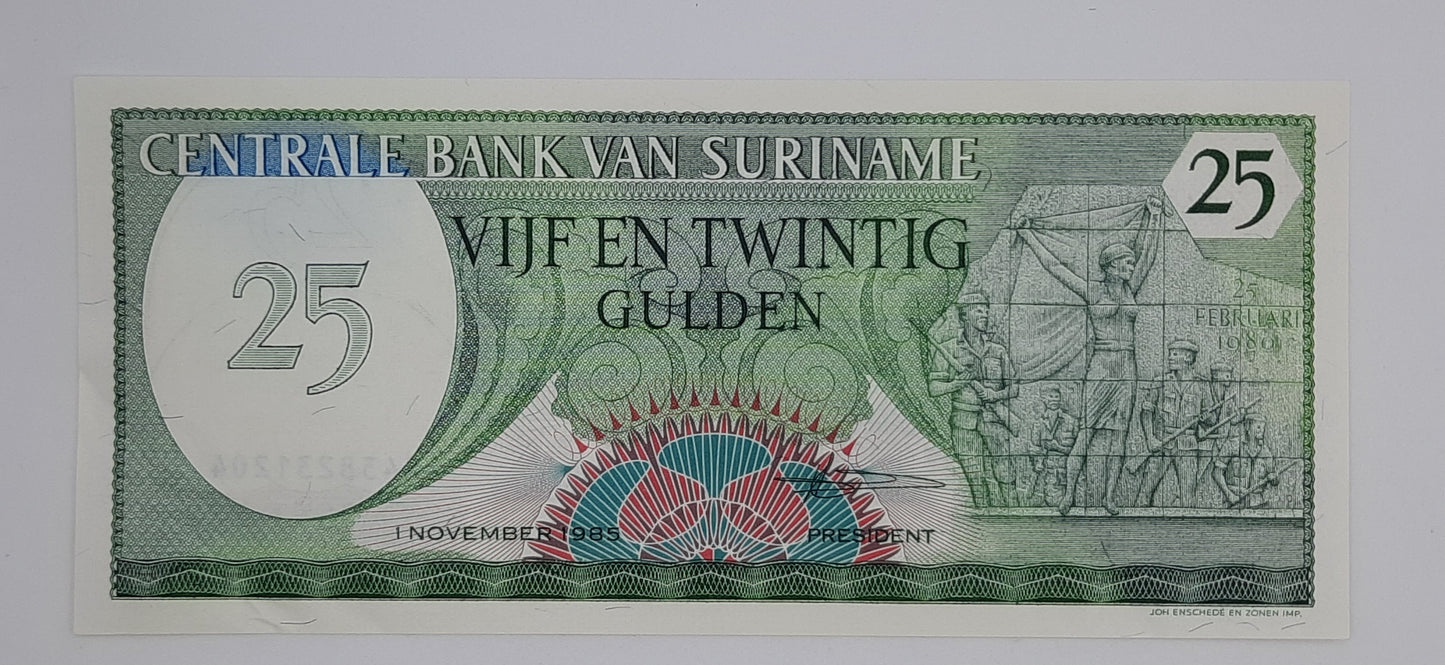 CENTRALE BANK VAN SURINAME
25
VIJF EN TWINTIG
GULDEN
25
25
FEBRUARI
1980
1 NOVEMBER 1985
PRESIDENT
JOH. ENSCHEDÉ EN ZONEN IMP.